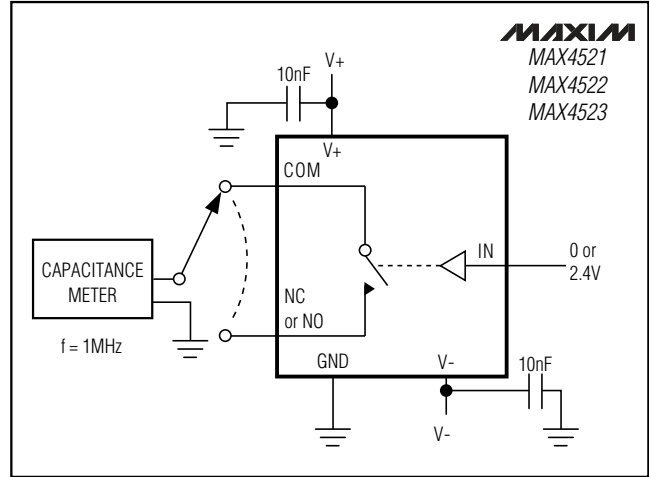 MAXIM
MAX4521
MAX4522
MAX4523
V+
10nF
V+
COM
IN
0 or
2.4V
CAPACITANCE
METER
NC
or NO
f = 1MHz
GND
V-
10nF
V-